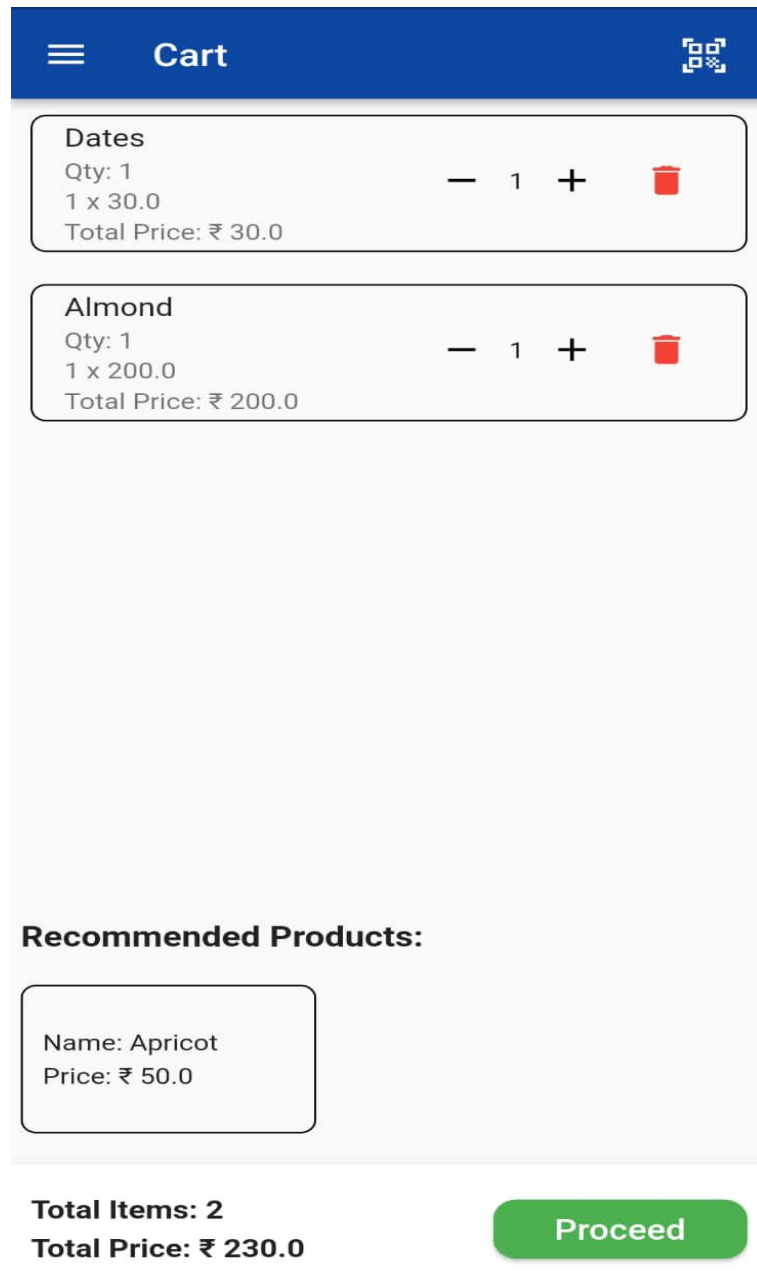 Cart
Dates
Qty: 1
1 x 30.0
Total Price: ₹ 30.0
1
Almond
Qty: 1
1 x 200.0
Total Price: ₹ 200.0
1
Recommended Products:
Name: Apricot
Price: ₹ 50.0
Total Items: 2
Total Price: ₹ 230.0
Proceed